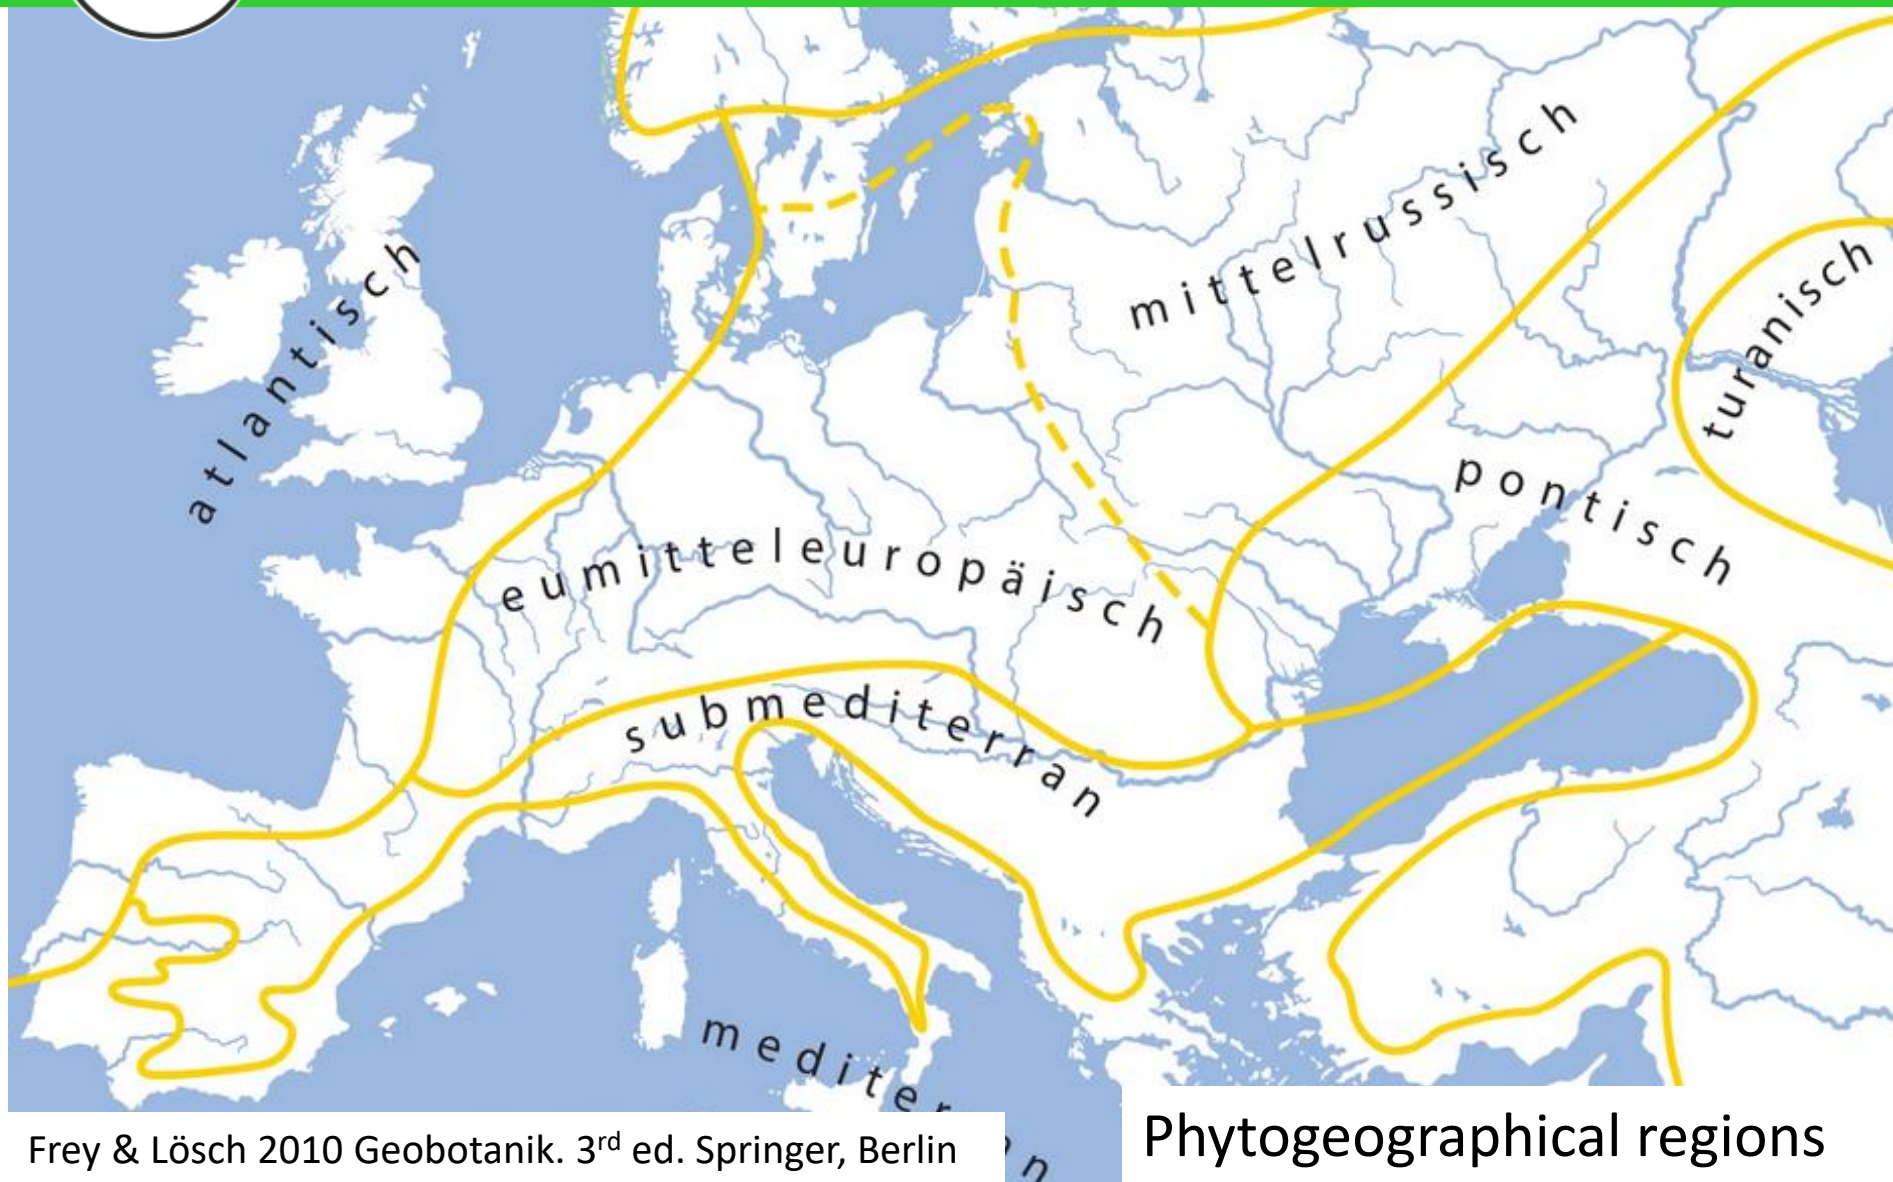 mittelrussisch
turanisch
atlantisch
pontisch
eumitteleuropäisch
submediterran
mediter n
Frey & Lösch 2010 Geobotanik. 3rd ed. Springer, Berlin
Phytogeographical regions